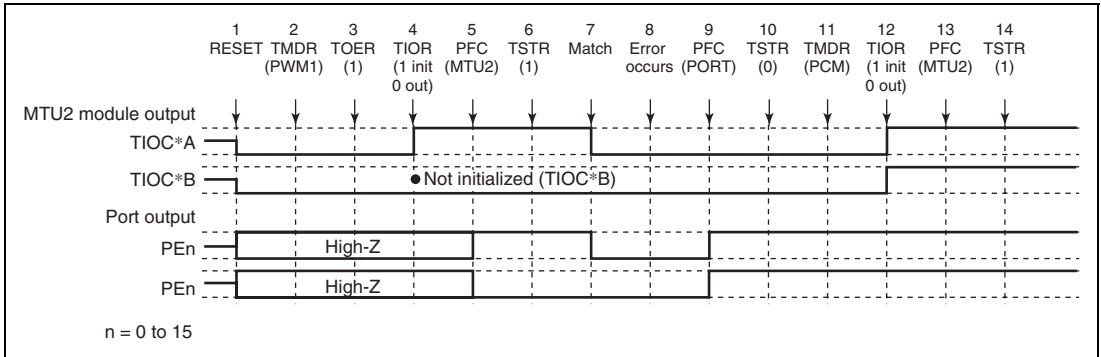 1 2 3 4 5 6 7 8 9 10 11 12 13 14
RESET TMDR TOER TIOR PFC TSTR Match Error PFC TSTR TMDR TIOR PFC TSTR
(PWM1) (1) (1 init (MTU2) (1) occurs (PORT) (0) (PCM) (1 init (MTU2) (1)
0 out) 0 out)
MTU2 module output
TIOC*A
TIOC*B ●Not initialized (TIOC*B)
Port output
PEn High-Z
PEn High-Z
n = 0 to 15